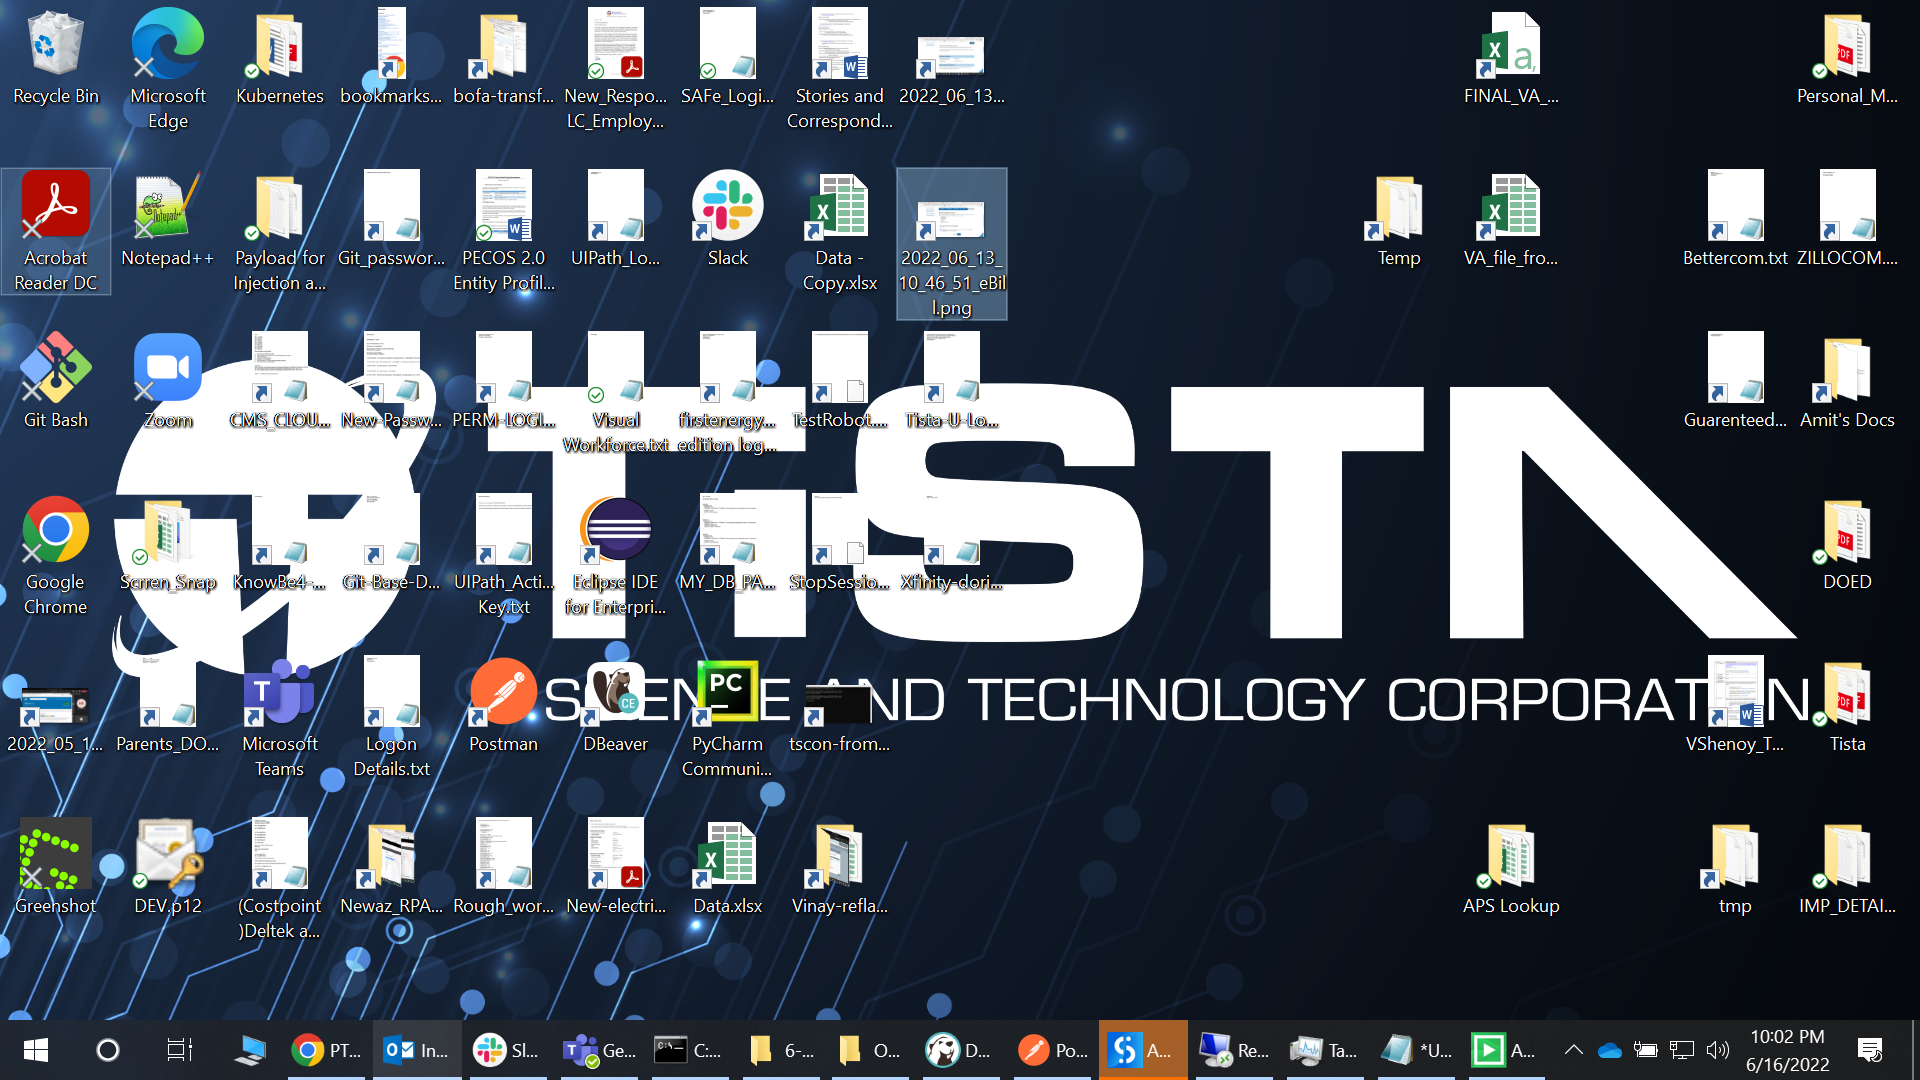 Recycle Bin
Microsoft
Edge
Kubernetes
bookmarks...
bofa-transf...
New_Respo...
LC_Employ...
SAFe_Logi...
Stories and
Correspond...
2022_06_13...
FINAL_VA_...
Personal_M...
Acrobat
Reader DC
Notepad++
Payload for
Injection a...
Git_passwor...
PECOS 2.0
Entity Profil...
UIPath_Lo...
Slack
Data -
Copy.xlsx
2022_06_13_
10_46_51_eBil
l.png
Temp
VA_file_fro...
Bettercom.txt
ZILLOCOM....
Git Bash
Zoom
CMS_CLOU...
New-Passw...
PERM-LOGI...
Visual
Workforce.txt
firstenergy...
edition log...
TestRobot....
Tista-U-Lo...
Guarenteed...
Amit's Docs
TiSTA
Google
Chrome
Scrren_Snap
KnowBe4-...
Git-Base-D...
UIPath_Acti...
Key.txt
Eclipse IDE
for Enterpri...
MY_DB_PA...
StopSessio...
Xfinity-dori...
DOED
SCIENCE AND TECHNOLOGY CORPORATION
2022_05_1...
Parents_DO...
Microsoft
Teams
Logon
Details.txt
Postman
DBeaver
PyCharm
Communi...
tscon-from...
VShenoy_T...
Tista
Greenshot
DEV.p12
(Costpoint
)Deltek a...
Newaz_RPA...
Rough_wor...
New-electri...
Data.xlsx
Vinay-refla...
APS Lookup
tmp
IMP_DETAI...
PT...
In...
Sl...
Ge...
C:...
6-...
O...
D...
Po...
A...
Re...
Ta...
*U...
A...
10:02 PM
6/16/2022